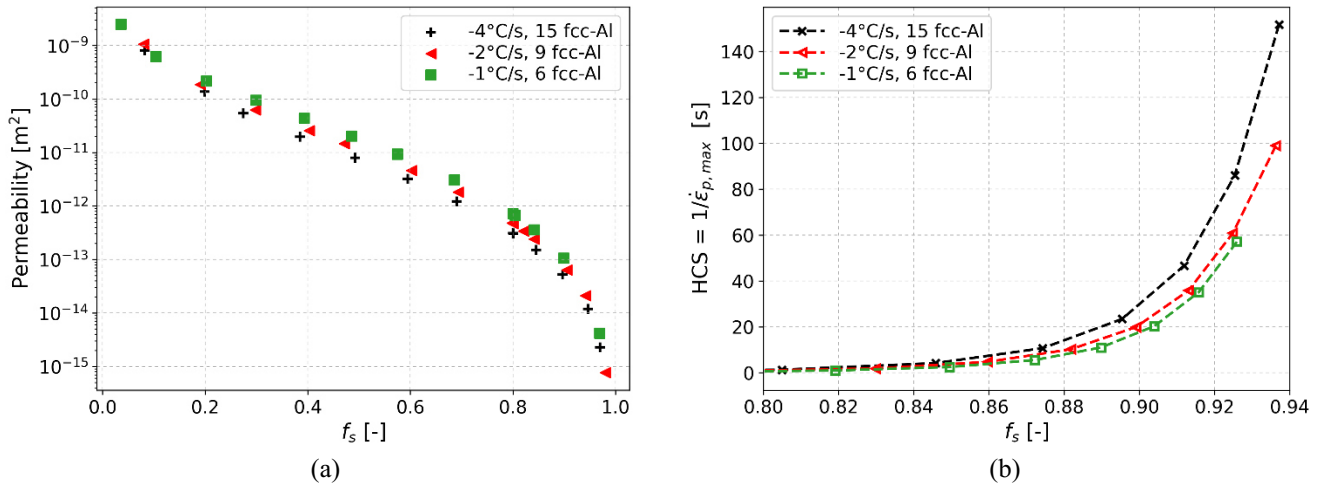 Permeability [m²]
10⁻⁹
10⁻¹⁰
10⁻¹¹
10⁻¹²
10⁻¹³
10⁻¹⁴
10⁻¹⁵
-4°C/s, 15 fcc-Al
-2°C/s, 9 fcc-Al
-1°C/s, 6 fcc-Al
0.0 0.2 0.4 0.6 0.8 1.0
fₛ [-]
(a)
HCS = 1/ε̇ₚ,ₘₐₓ [s]
140
120
100
80
60
40
20
0
-4°C/s, 15 fcc-Al
-2°C/s, 9 fcc-Al
-1°C/s, 6 fcc-Al
0.80 0.82 0.84 0.86 0.88 0.90 0.92 0.94
fₛ [-]
(b)